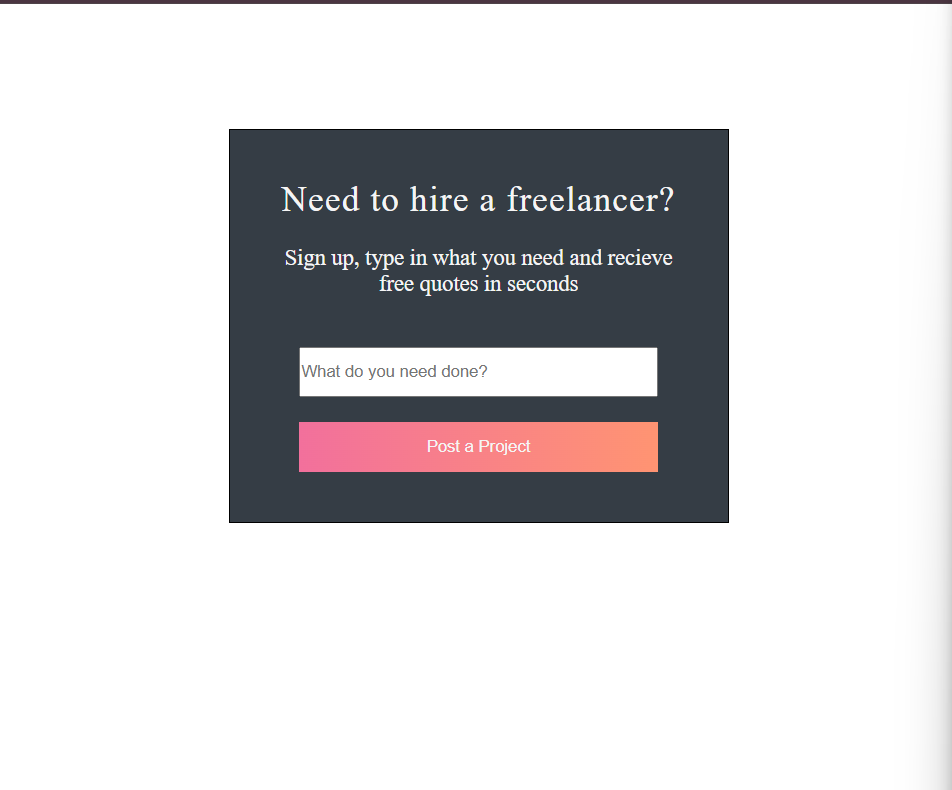 Need to hire a freelancer?
Sign up, type in what you need and recieve
free quotes in seconds
What do you need done?
Post a Project